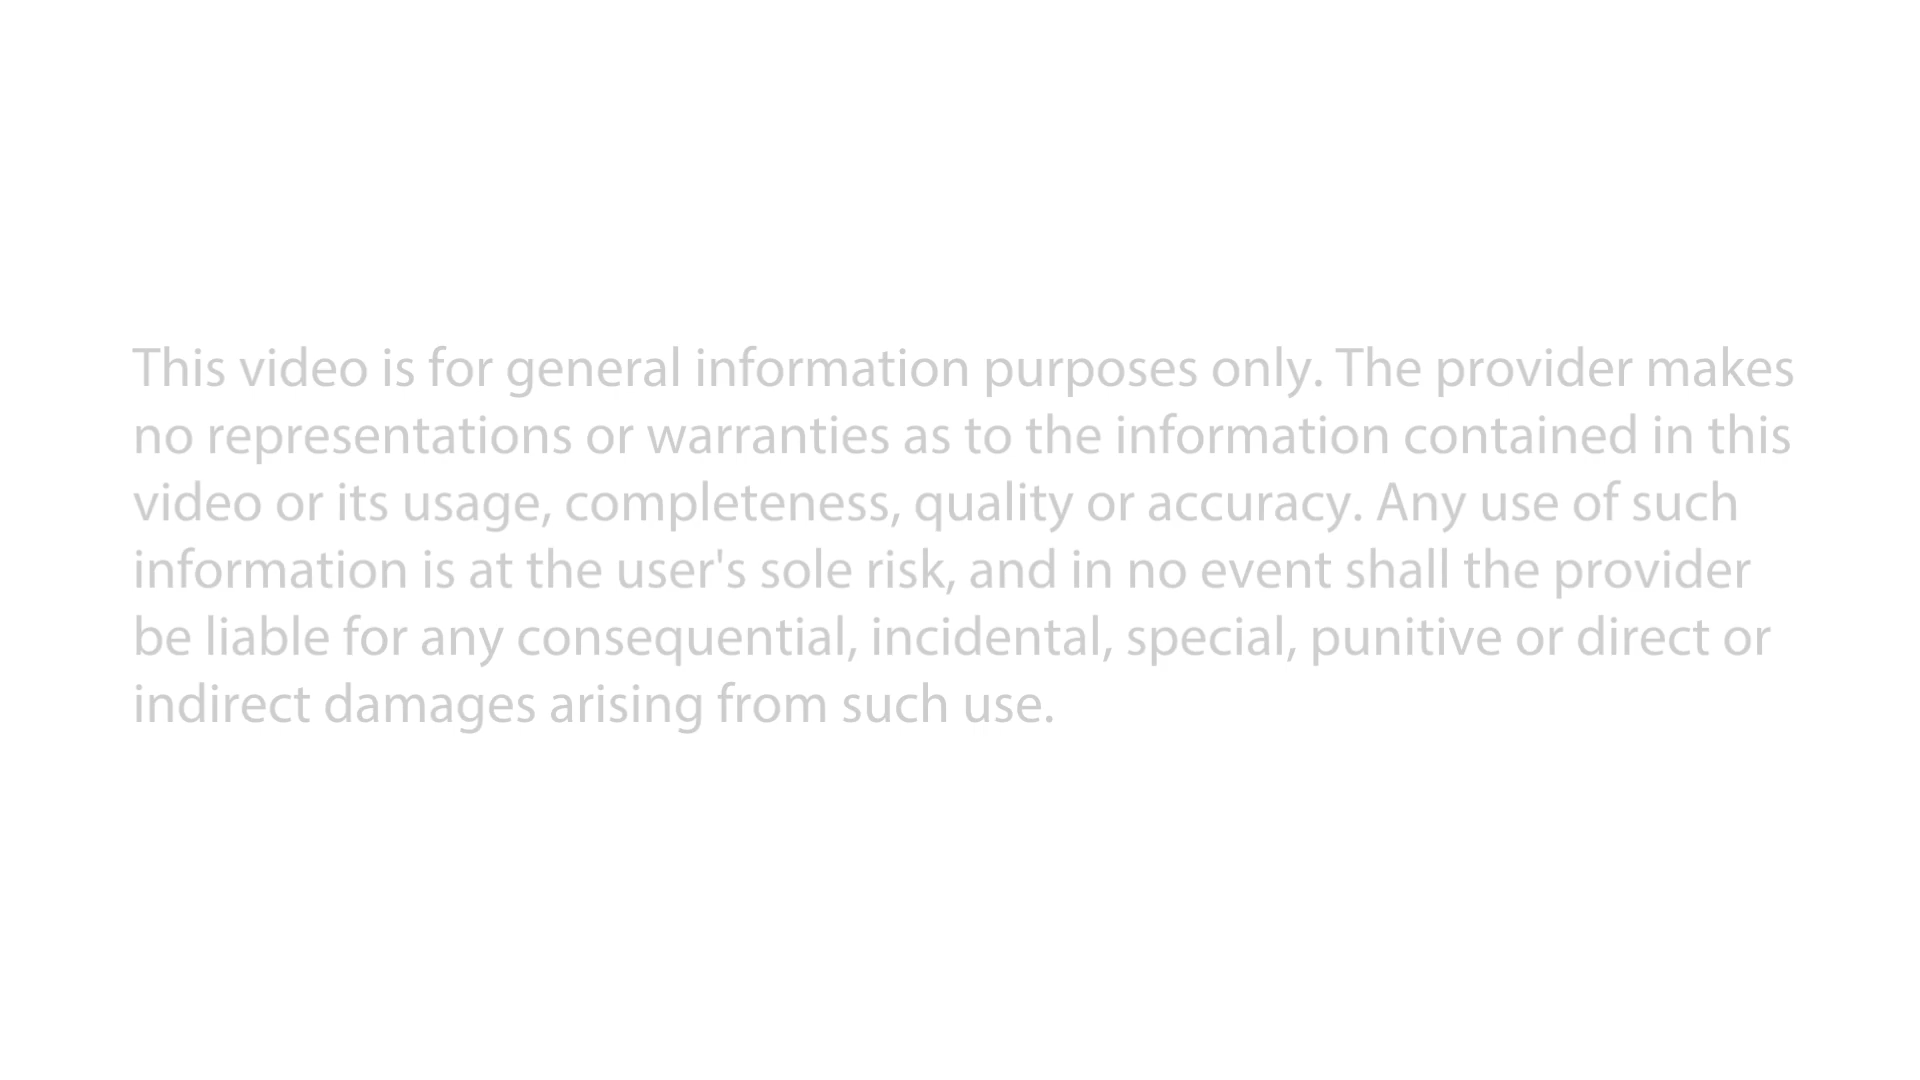 This video is for general information purposes only. The provider makes
no representations or warranties as to the information contained in this
video or its usage, completeness, quality or accuracy. Any use of such
information is at the user's sole risk, and in no event shall the provider
be liable for any consequential, incidental, special, punitive or direct or
indirect damages arising from such use.